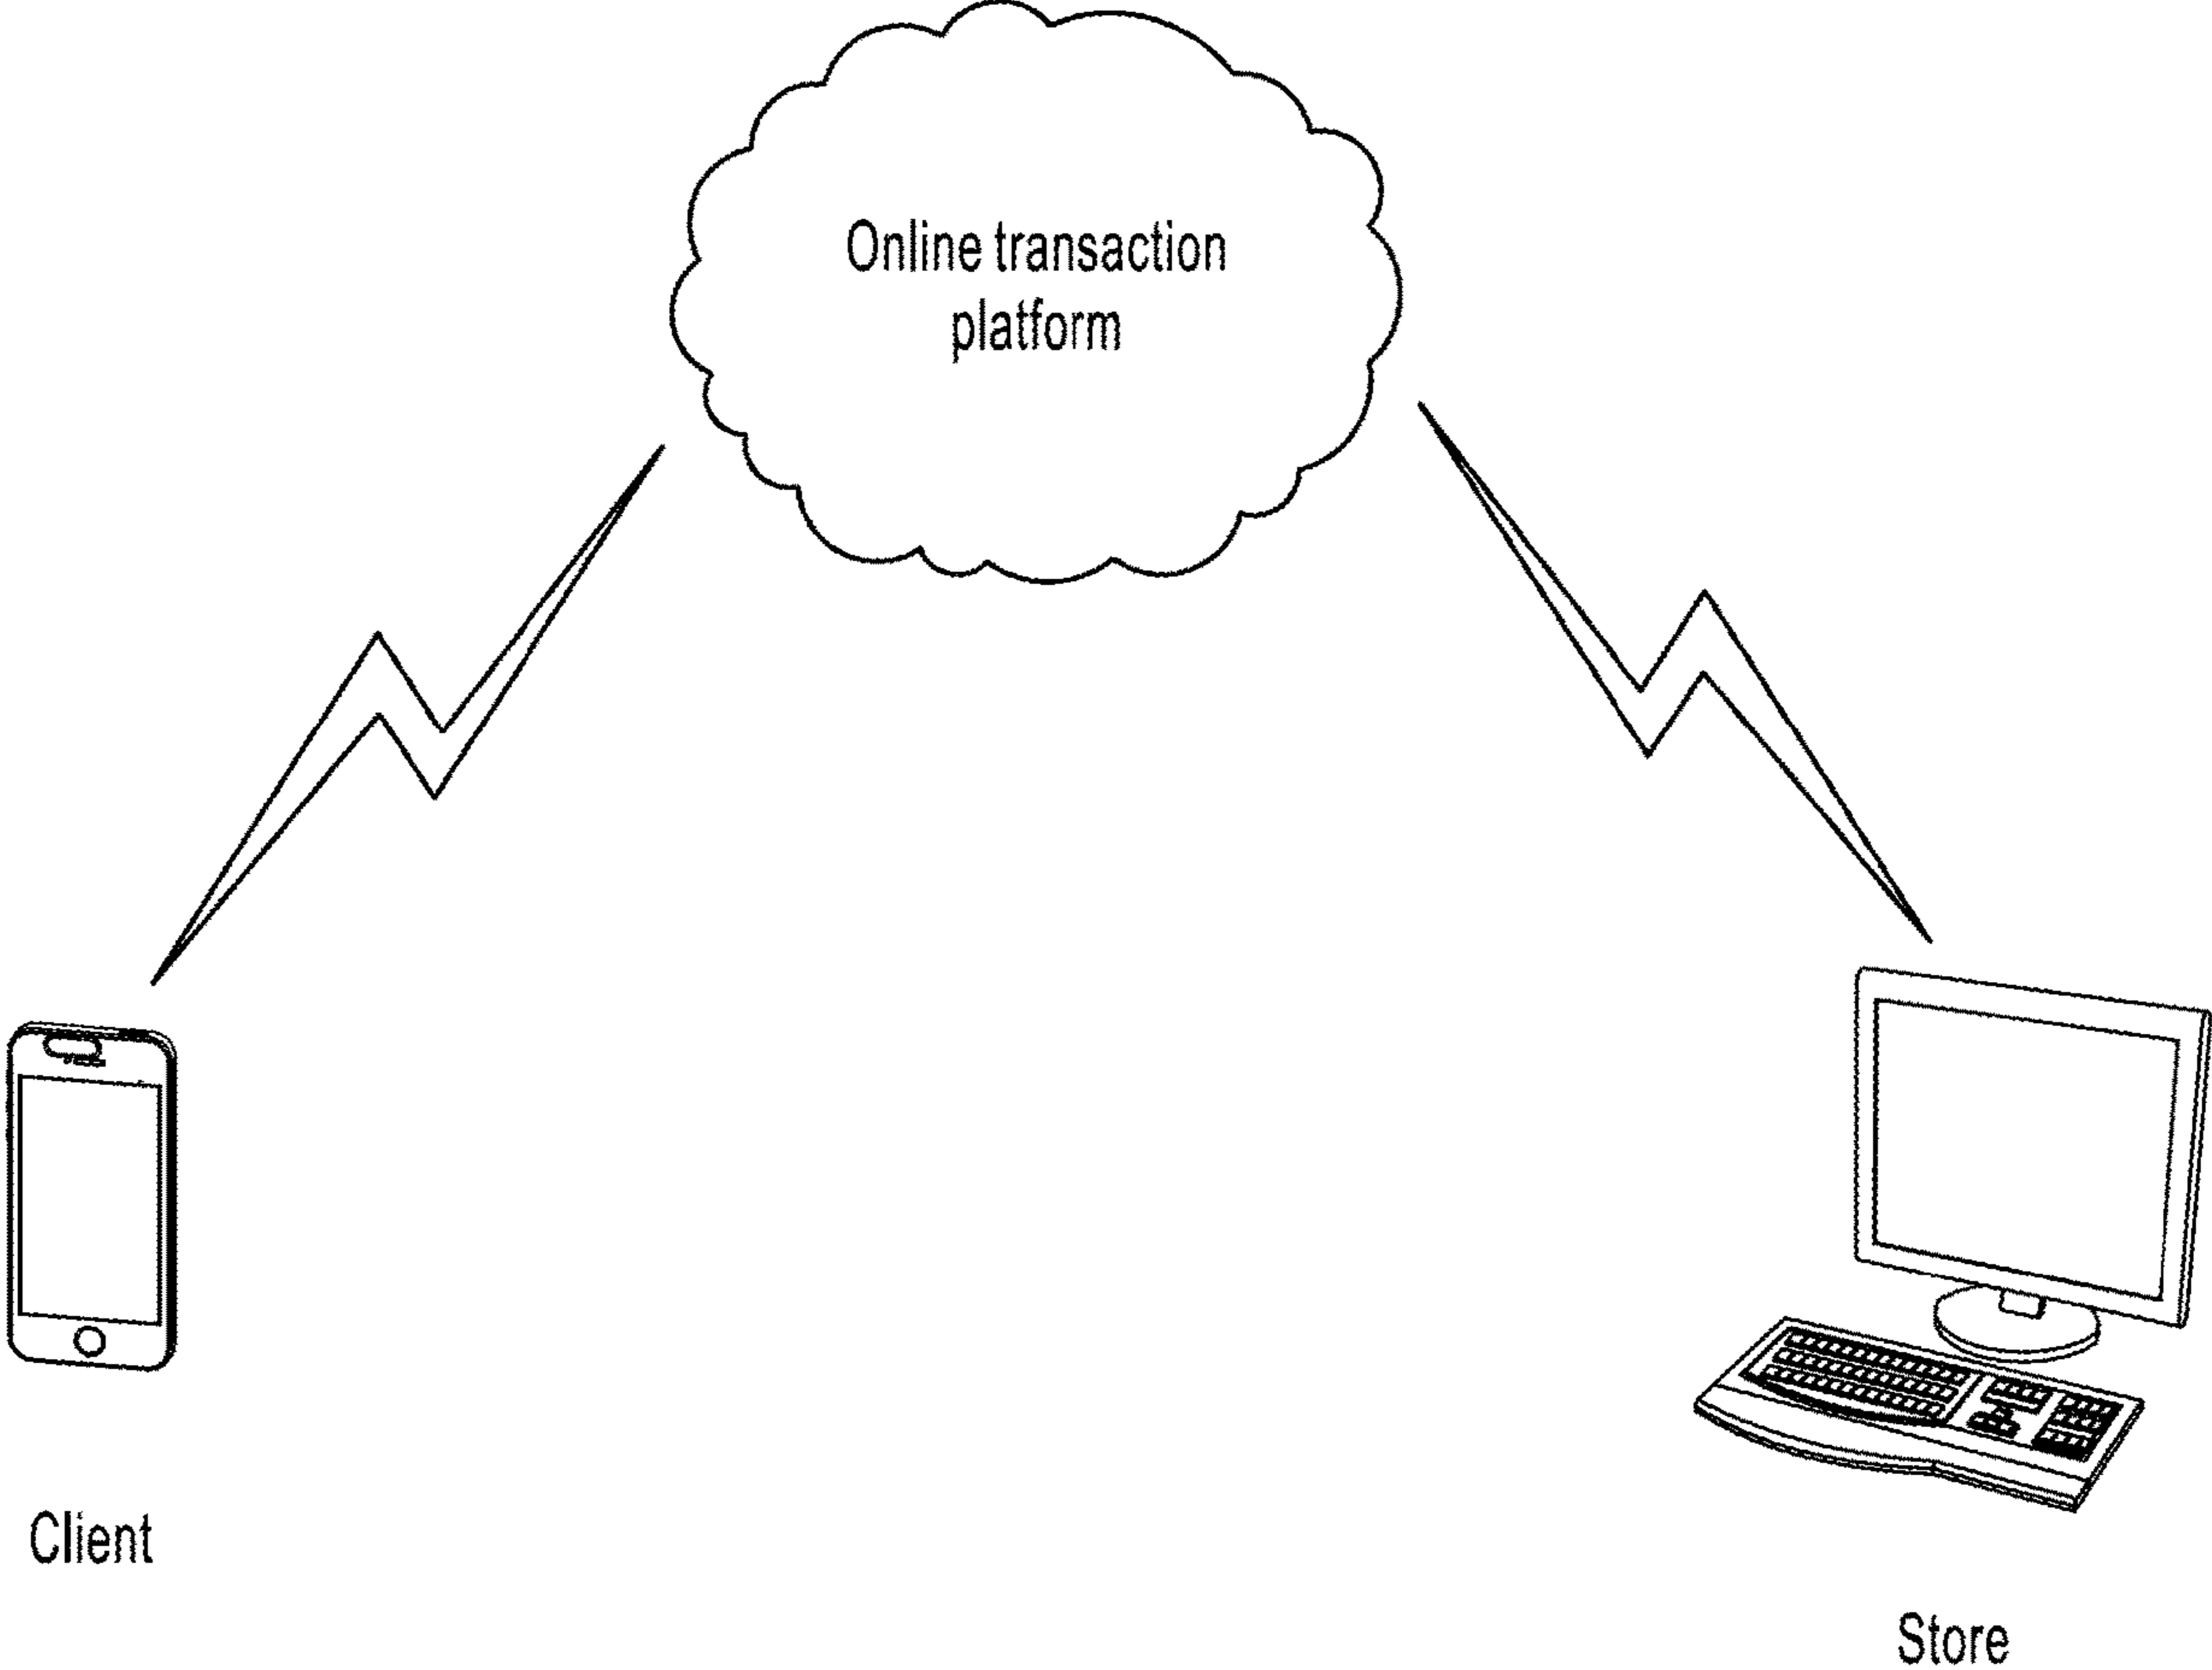 Online transaction
platform
Client
Store